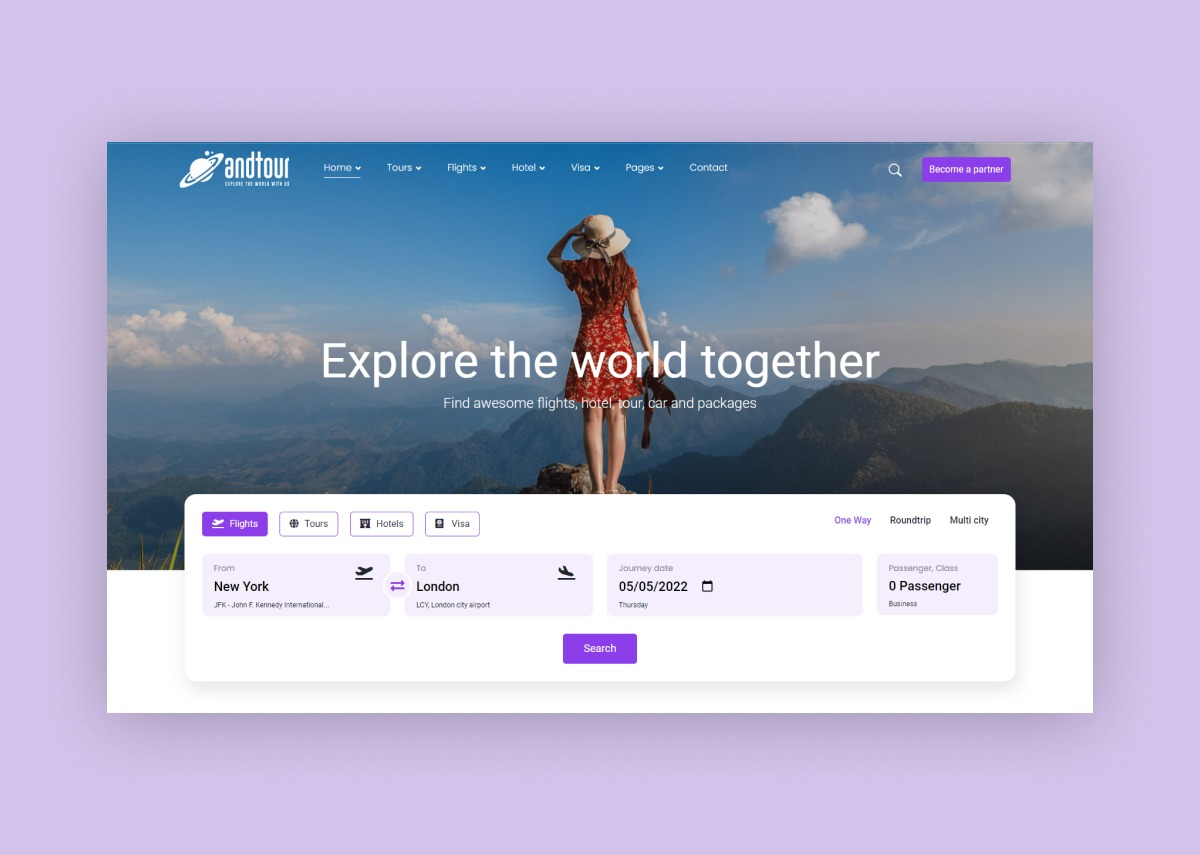 andtour
EXPLORE THE WORLD WITH US
Home Tours Flights Hotel Visa Pages Contact
Become a partner
Explore the world together
Find awesome flights, hotel, tour, car and packages
Flights Tours Hotels Visa
One Way Roundtrip Multi city
From
New York
JFK - John F. Kennedy International...
To
London
LCY, London city airport
Journey date
05/05/2022
Thursday
Passenger, Class
0 Passenger
Business
Search